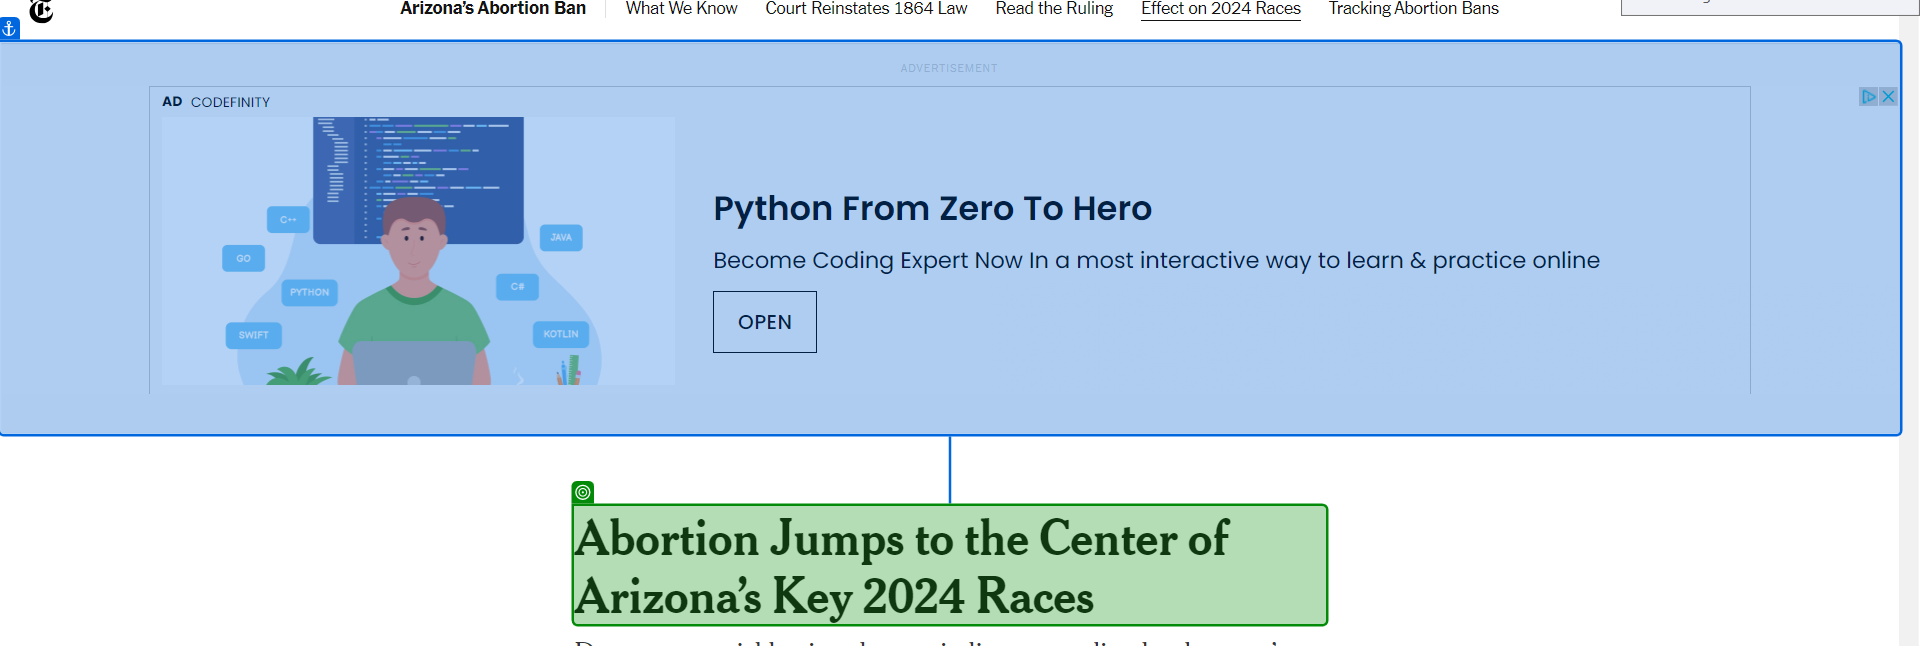 Arizona's Abortion Ban What We Know Court Reinstates 1864 Law Read the Ruling Effect on 2024 Races Tracking Abortion Bans
ADVERTISEMENT
AD CODEFINITY
C++
JAVA
GO
C#
PYTHON
SWIFT
KOTLIN
Python From Zero To Hero
Become Coding Expert Now In a most interactive way to learn & practice online
OPEN
Abortion Jumps to the Center of
Arizona's Key 2024 Races